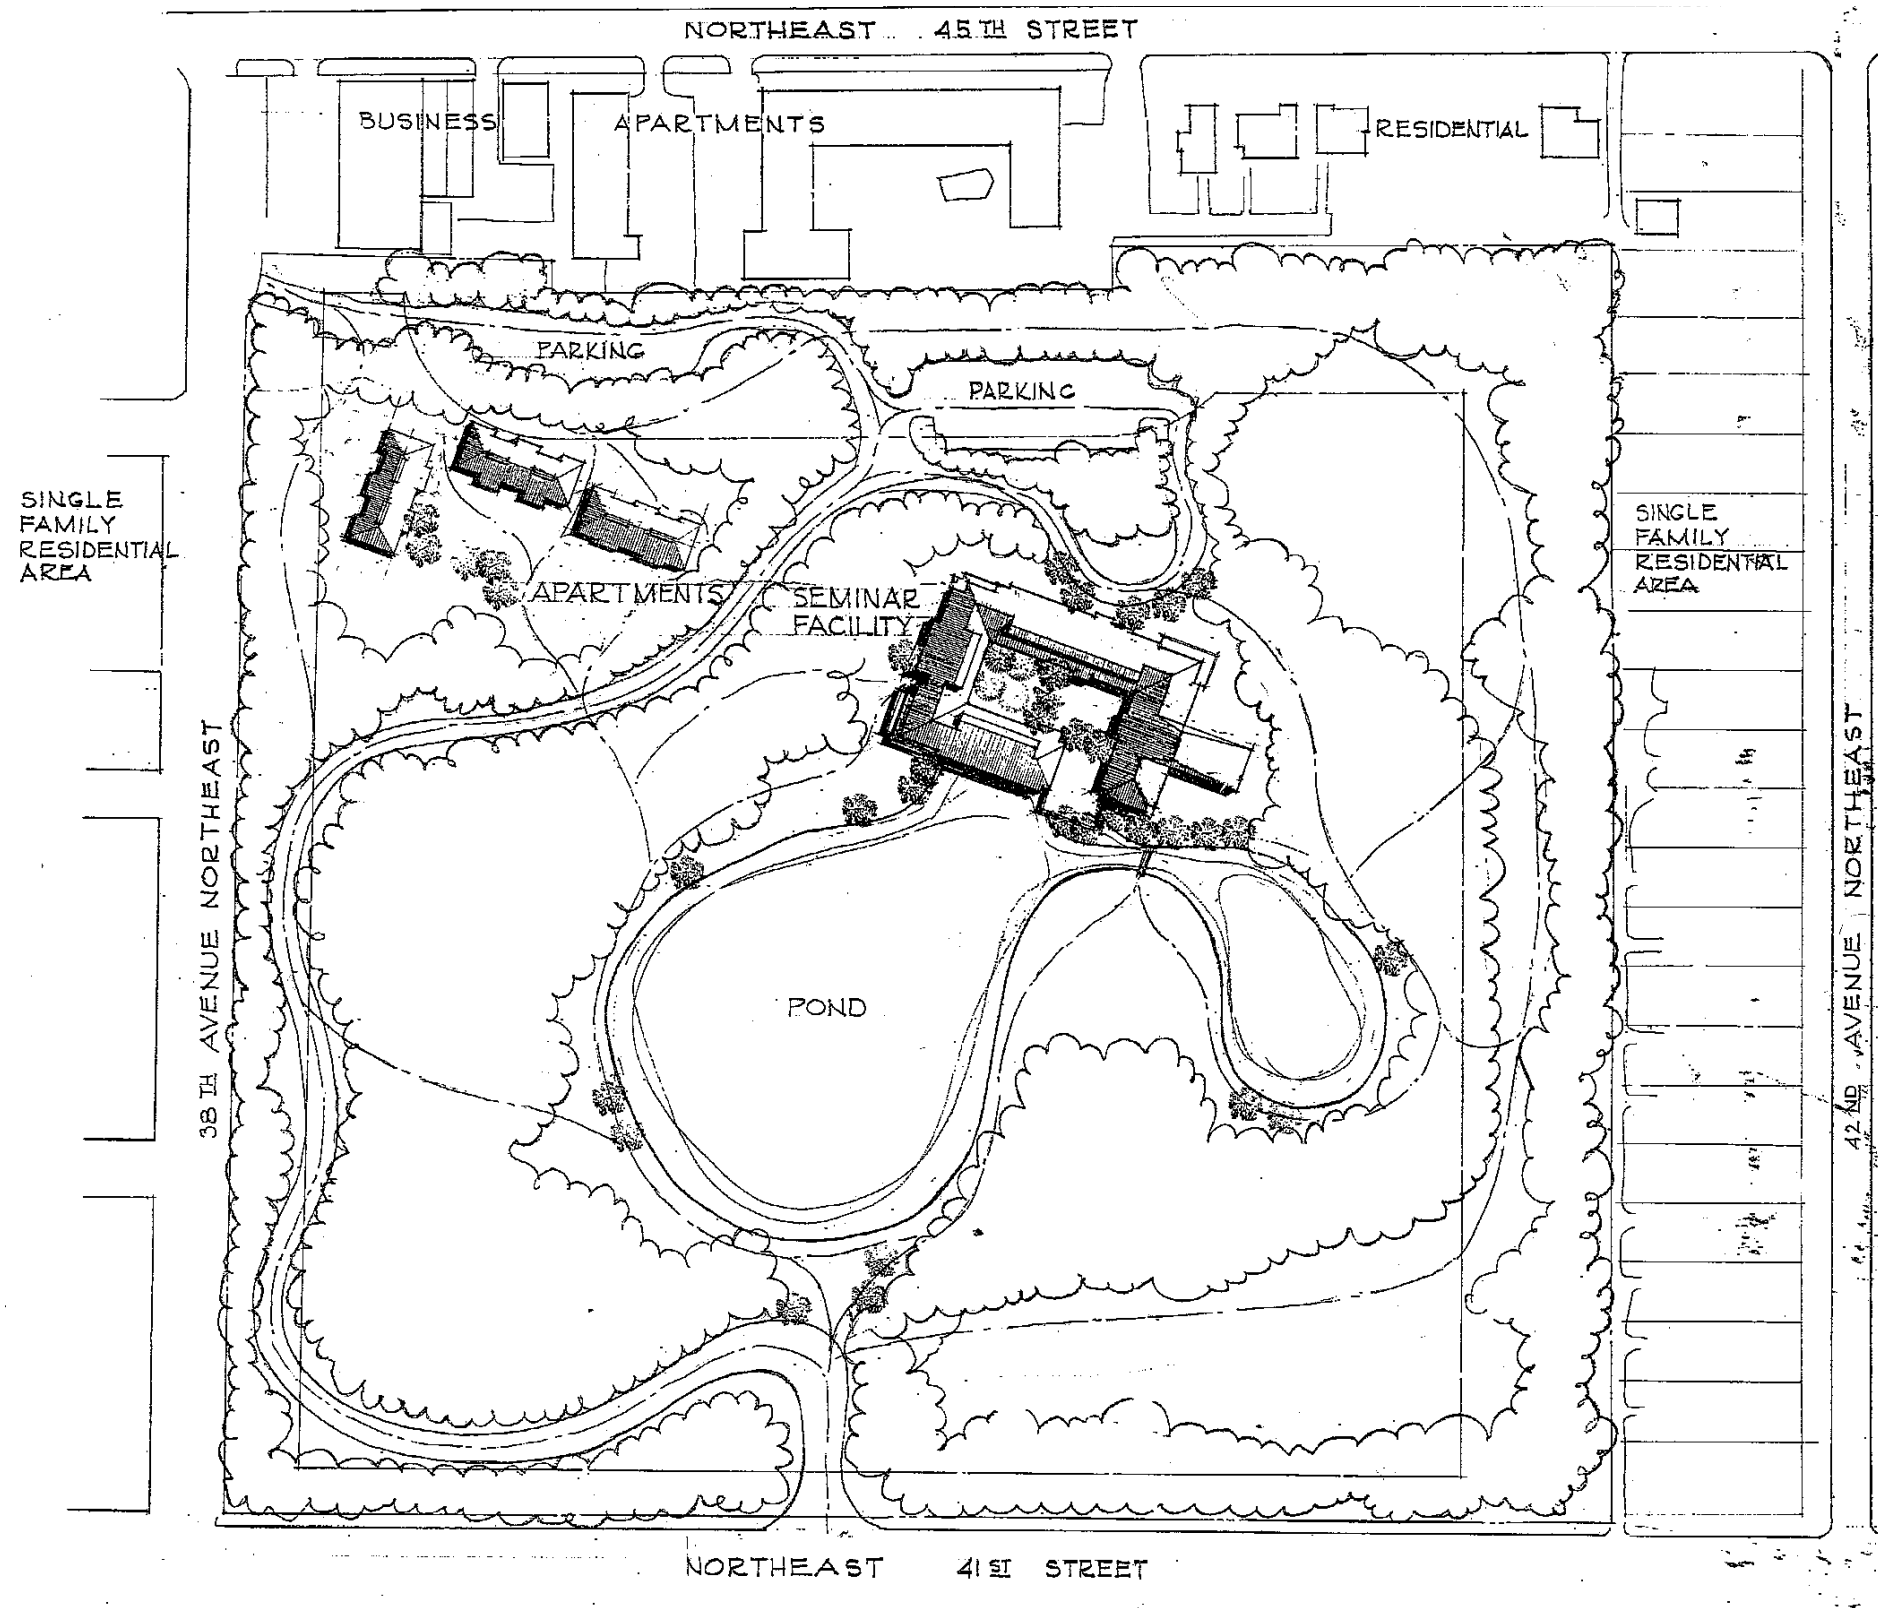 NORTHEAST 45TH STREET
BUSINESS
APARTMENTS
RESIDENTIAL
PARKING
PARKING
SINGLE
FAMILY
RESIDENTIAL
AREA
SINGLE
FAMILY
RESIDENTIAL
AREA
APARTMENTS
SEMINAR
FACILITY
38TH AVENUE NORTHEAST
42ND AVENUE NORTHEAST
POND
NORTHEAST 41ST STREET